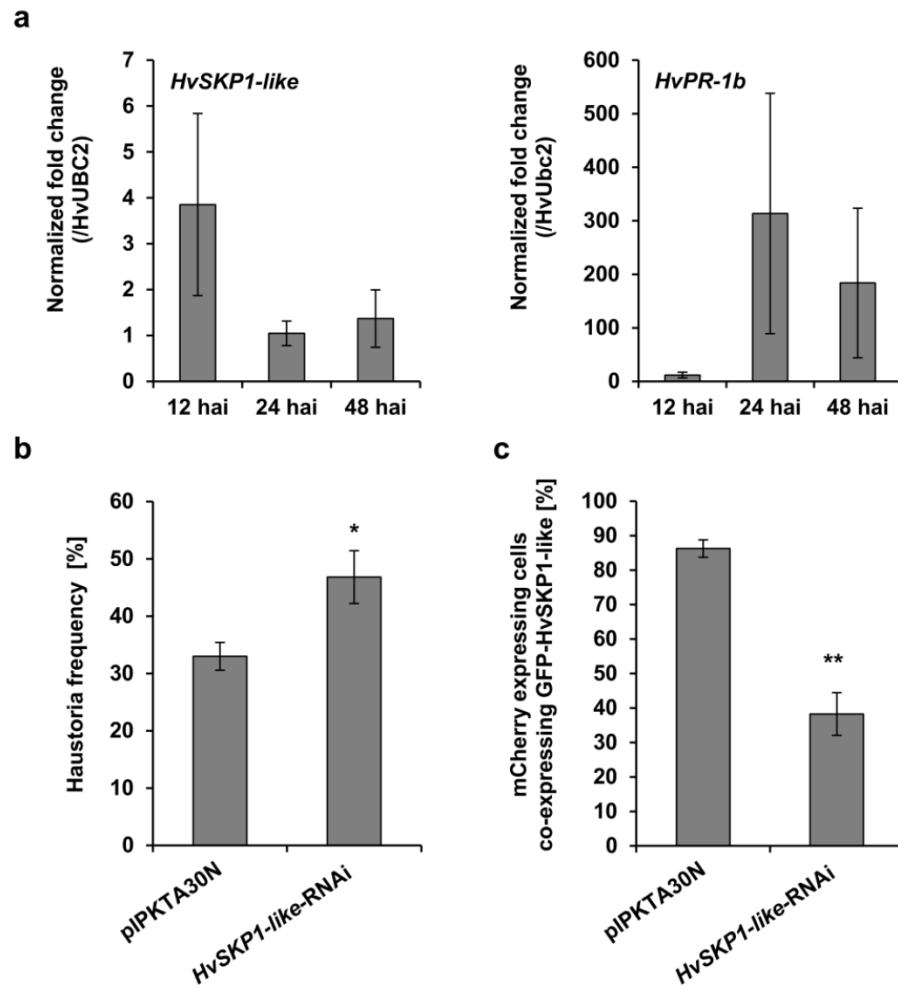 a
Normalized fold change
(/HvUBC2)
8
7
6
5
4
3
2
1
0
HvSKP1-like
12 hai
24 hai
48 hai
Normalized fold change
(/HvUbc2)
600
500
400
300
200
100
0
HvPR-1b
12 hai
24 hai
48 hai
b
Haustoria frequency [%]
60
50
40
30
20
10
0
*
pIPKTA30N
HvSKP1-like-RNAi
c
mCherry expressing cells
co-expressing GFP-HvSKP1-like [%]
100
90
80
70
60
50
40
30
20
10
0
**
pIPKTA30N
HvSKP1-like-RNAi